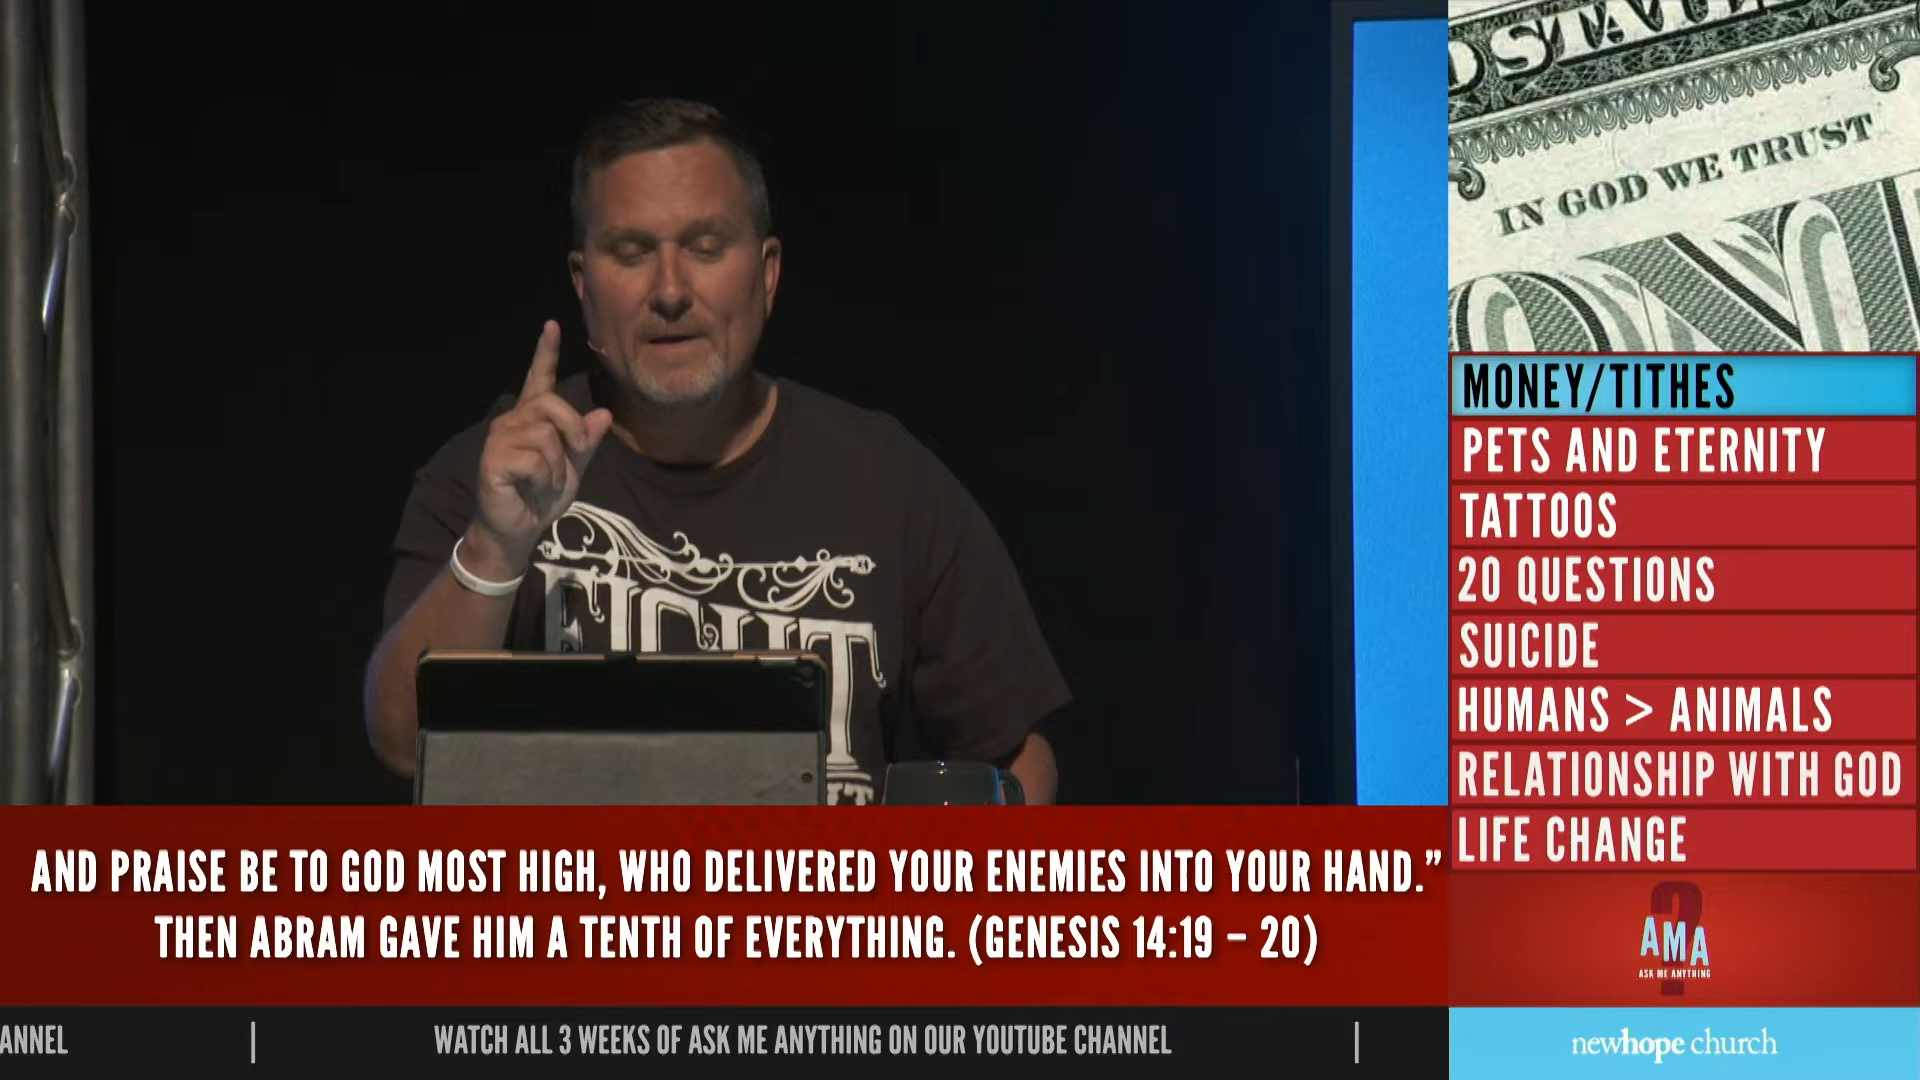 STAT
IN GOD WE TRUST
ON
MONEY/TITHES
PETS AND ETERNITY
TATTOOS
20 QUESTIONS
SUICIDE
HUMANS > ANIMALS
RELATIONSHIP WITH GOD
LIFE CHANGE
FIGHT
AND PRAISE BE TO GOD MOST HIGH, WHO DELIVERED YOUR ENEMIES INTO YOUR HAND.”
THEN ABRAM GAVE HIM A TENTH OF EVERYTHING. (GENESIS 14:19 – 20)
?
AMA
ASK ME ANYTHING
ANNEL | WATCH ALL 3 WEEKS OF ASK ME ANYTHING ON OUR YOUTUBE CHANNEL |
newhope church